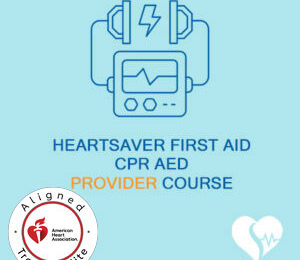 HEARTSAVER FIRST AID
CPR AED
PROVIDER COURSE
Aligned
American
Heart
Association.